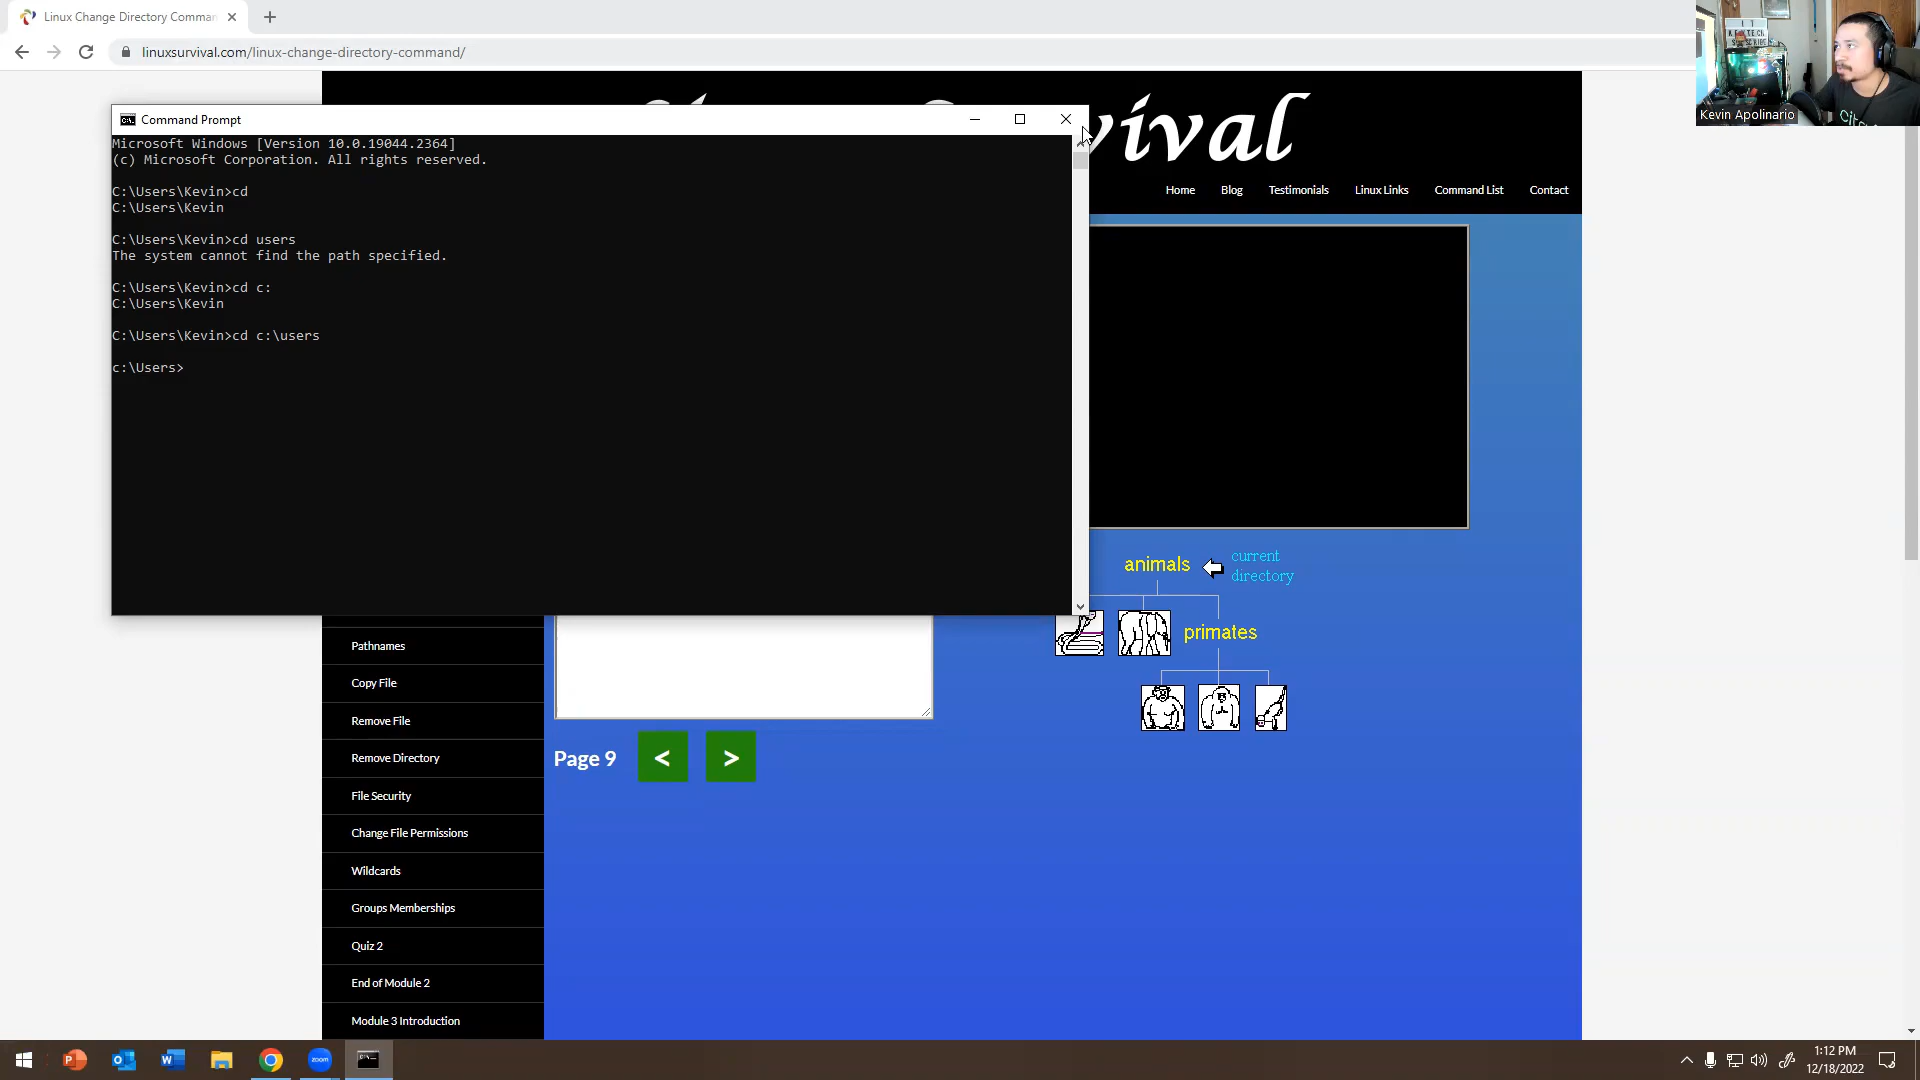 Linux Change Directory Comman
linuxsurvival.com/linux-change-directory-command/
Kevin Apolinario
Command Prompt
Microsoft Windows [Version 10.0.19044.2364]
(c) Microsoft Corporation. All rights reserved.
C:\Users\Kevin>cd
C:\Users\Kevin
C:\Users\Kevin>cd users
The system cannot find the path specified.
C:\Users\Kevin>cd c:
C:\Users\Kevin
C:\Users\Kevin>cd c:\users
c:\Users>
vival
Home Blog Testimonials Linux Links Command List Contact
animals
current
directory
primates
Pathnames
Copy File
Remove File
Remove Directory
File Security
Change File Permissions
Wildcards
Groups Memberships
Quiz 2
End of Module 2
Module 3 Introduction
Page 9 < >
zoom
1:12 PM
12/18/2022